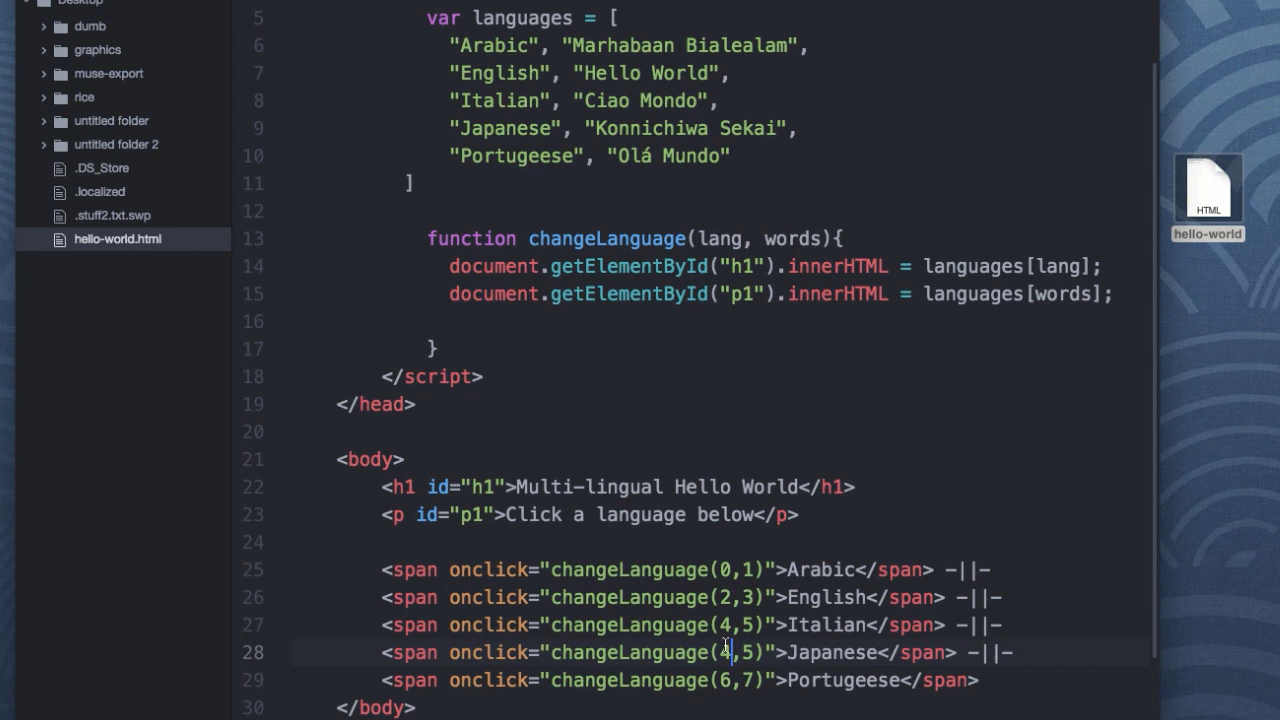 Desktop
dumb
graphics
muse-export
rice
untitled folder
untitled folder 2
.DS_Store
.localized
.stuff2.txt.swp
hello-world.html
5 var languages = [
6 "Arabic", "Marhabaan Bialealam",
7 "English", "Hello World",
8 "Italian", "Ciao Mondo",
9 "Japanese", "Konnichiwa Sekai",
10 "Portugeese", "Olá Mundo"
11 ]
12
13 function changeLanguage(lang, words){
14 document.getElementById("h1").innerHTML = languages[lang];
15 document.getElementById("p1").innerHTML = languages[words];
16
17 }
18 </script>
19 </head>
20
21 <body>
22 <h1 id="h1">Multi-lingual Hello World</h1>
23 <p id="p1">Click a language below</p>
24
25 <span onclick="changeLanguage(0,1)">Arabic</span> -||-
26 <span onclick="changeLanguage(2,3)">English</span> -||-
27 <span onclick="changeLanguage(4,5)">Italian</span> -||-
28 <span onclick="changeLanguage(4,5)">Japanese</span> -||-
29 <span onclick="changeLanguage(6,7)">Portugeese</span>
30 </body>
HTML
hello-world